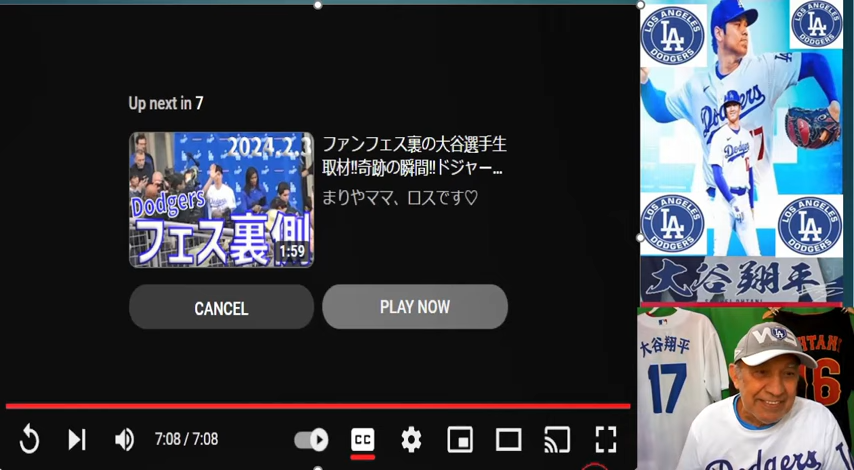 Up next in 7
2024.2.3
Dodgers
フェス裏側
1:59
ファンフェス裏の大谷選手生
取材!!奇跡の瞬間!!ドジャー...
まりやママ、ロスです♡
CANCEL
PLAY NOW
7:08 / 7:08
CC
LOS ANGELES
LA
DODGERS
LOS ANGELES
LA
DODGERS
LA
Dodgers
17
Dodgers
LOS ANGELES
LA
DODGERS
LOS ANGELES
LA
DODGERS
大谷翔平
大谷翔平
17
LA
16
Dodgers